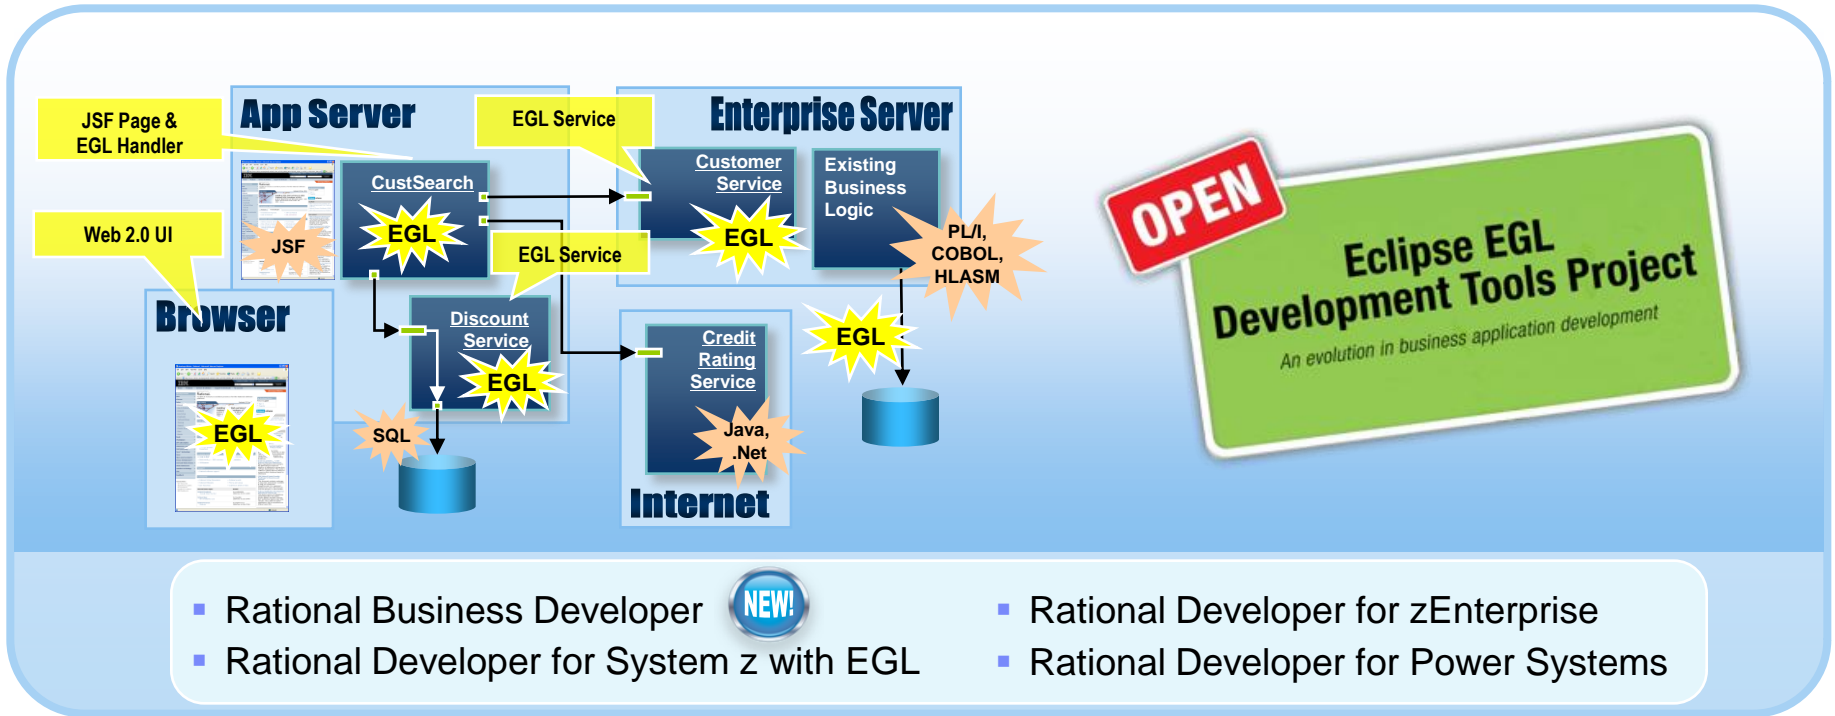 JSF Page &
EGL Handler
App Server
EGL Service
Enterprise Server
CustSearch
EGL
JSF
Customer
Service
EGL
Existing
Business
Logic
PL/I,
COBOL,
HLASM
Web 2.0 UI
EGL Service
Browser
EGL
Discount
Service
EGL
SQL
Credit
Rating
Service
Java,
.Net
Internet
EGL
OPEN
Eclipse EGL
Development Tools Project
An evolution in business application development
Rational Business Developer
NEW!
Rational Developer for System z with EGL
Rational Developer for zEnterprise
Rational Developer for Power Systems